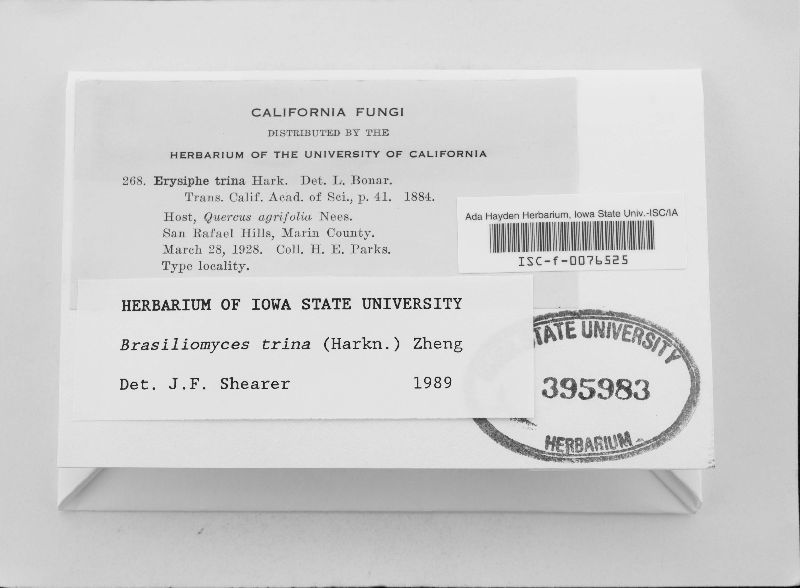 CALIFORNIA FUNGI
DISTRIBUTED BY THE
HERBARIUM OF THE UNIVERSITY OF CALIFORNIA
268. Erysiphe trina Hark. Det. L. Bonar.
Trans. Calif. Acad. of Sci., p. 41. 1884.
Host, Quercus agrifolia Nees.
San Rafael Hills, Marin County.
March 28, 1928. Coll. H. E. Parks.
Type locality.
Ada Hayden Herbarium, Iowa State Univ.-ISC/IA
ISC-f-0076525
HERBARIUM OF IOWA STATE UNIVERSITY
Brasiliomyces trina (Harkn.) Zheng
Det. J.F. Shearer 1989
STATE UNIVERSITY
395983
HERBARIUM